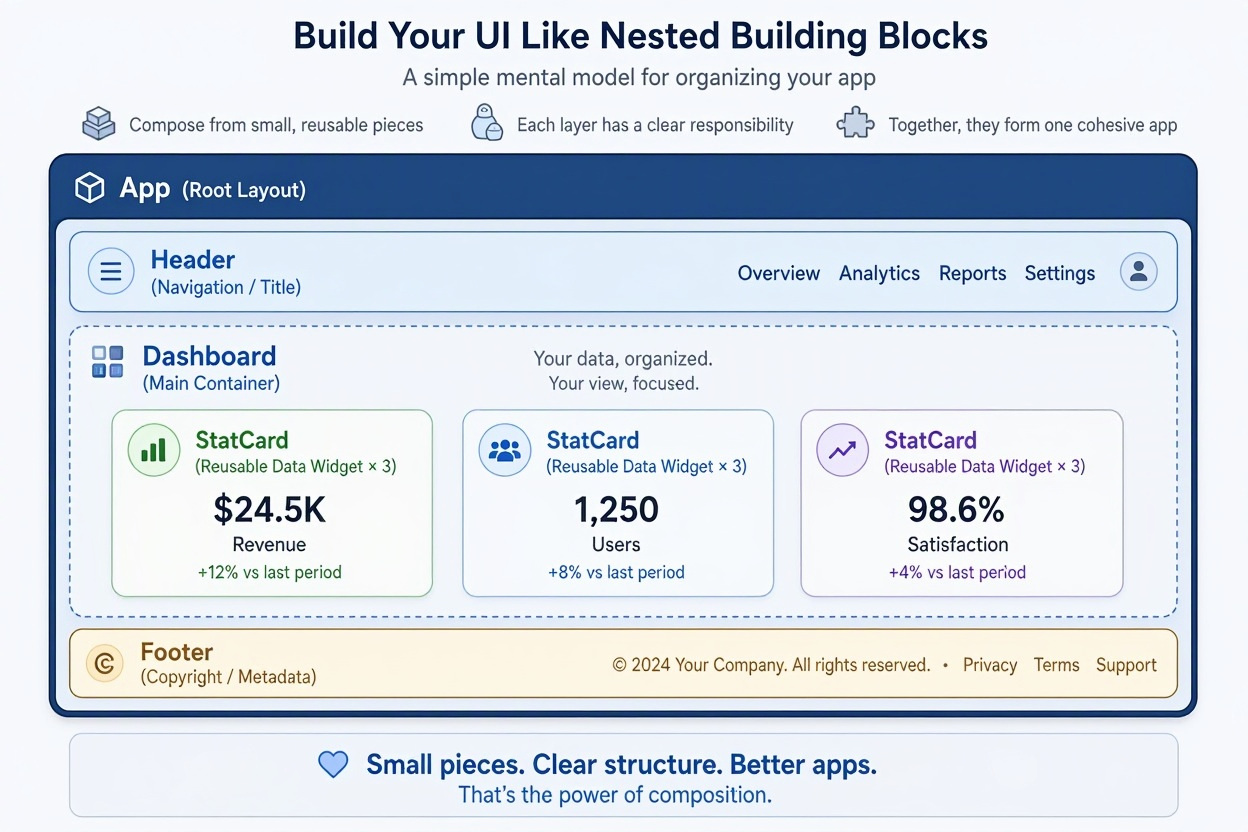 Build Your UI Like Nested Building Blocks
A simple mental model for organizing your app
Compose from small, reusable pieces
Each layer has a clear responsibility
Together, they form one cohesive app
App (Root Layout)
Header
(Navigation / Title)
Overview Analytics Reports Settings
Dashboard
(Main Container)
Your data, organized.
Your view, focused.
StatCard
(Reusable Data Widget × 3)
$24.5K
Revenue
+12% vs last period
StatCard
(Reusable Data Widget × 3)
1,250
Users
+8% vs last period
StatCard
(Reusable Data Widget × 3)
98.6%
Satisfaction
+4% vs last period
Footer
(Copyright / Metadata)
© 2024 Your Company. All rights reserved. • Privacy Terms Support
Small pieces. Clear structure. Better apps.
That's the power of composition.